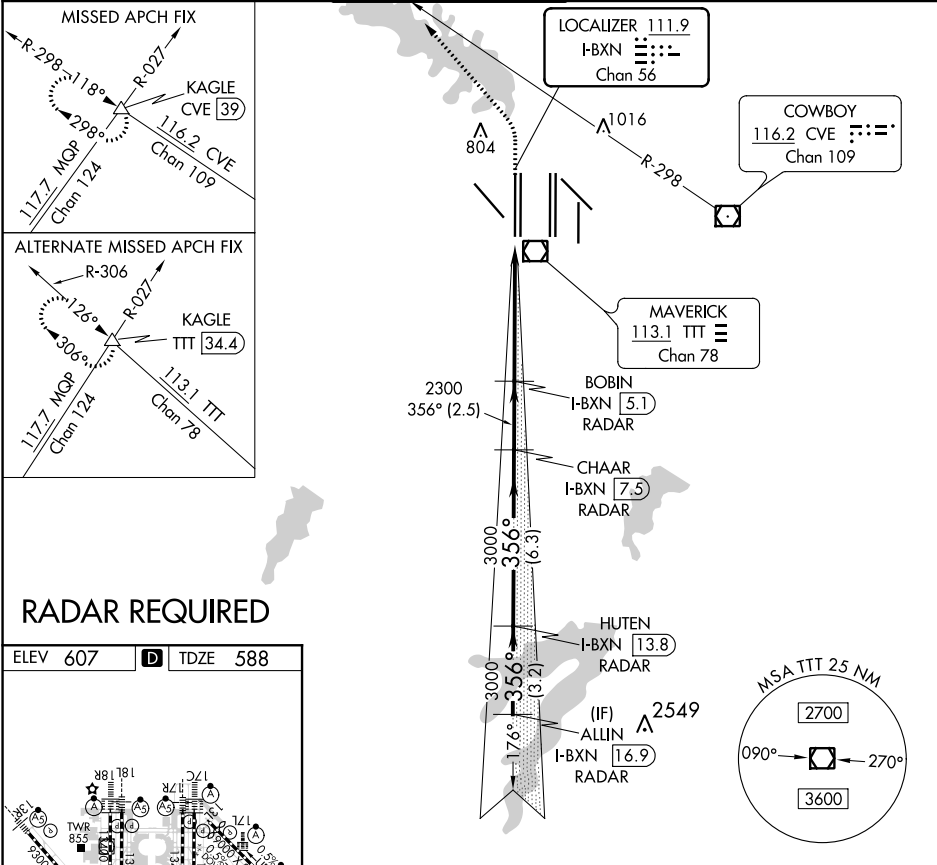 MISSED APCH FIX
R-298
118°
R-027
KAGLE
CVE 39
298°
116.2 CVE
Chan 109
117.7 MQP
Chan 124
ALTERNATE MISSED APCH FIX
R-306
126°
R-027
KAGLE
TTT 34.4
306°
113.1 TTT
Chan 78
117.7 MQP
Chan 124
LOCALIZER 111.9
I-BXN
Chan 56
804
1016
R-298
COWBOY
116.2 CVE
Chan 109
MAVERICK
113.1 TTT
Chan 78
2300
356° (2.5)
BOBIN
I-BXN 5.1
RADAR
CHAAR
I-BXN 7.5
RADAR
3000
356°
(6.3)
HUTEN
I-BXN 13.8
RADAR
3000
356°
(3.2)
(IF)
ALLIN
I-BXN 16.9
RADAR
2549
176°
MSA TTT 25 NM
2700
090°
270°
3600
RADAR REQUIRED
ELEV 607 D TDZE 588
18R
18L
17R
17C
17L
A
A5
A5
A
A5
A
P
P
P
P
TWR
855